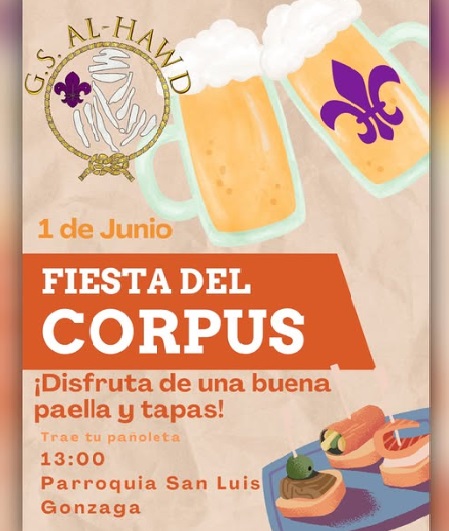 G.S. AL-HAWD
1 de Junio
FIESTA DEL
CORPUS
¡Disfruta de una buena
paella y tapas!
Trae tu pañoleta
13:00
Parroquia San Luis
Gonzaga